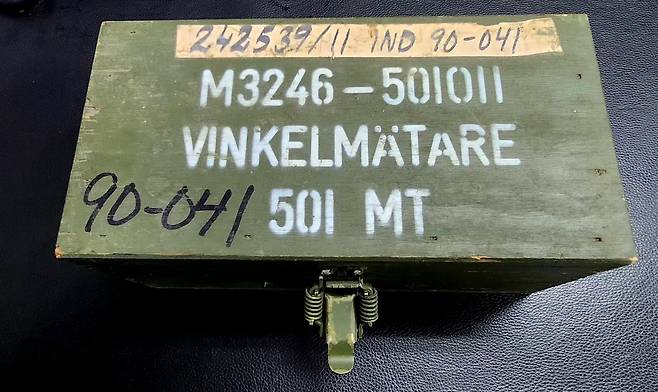 242539/11 IND 90-041
M3246-501011
VINKELMÄTARE
90-041 501 MT